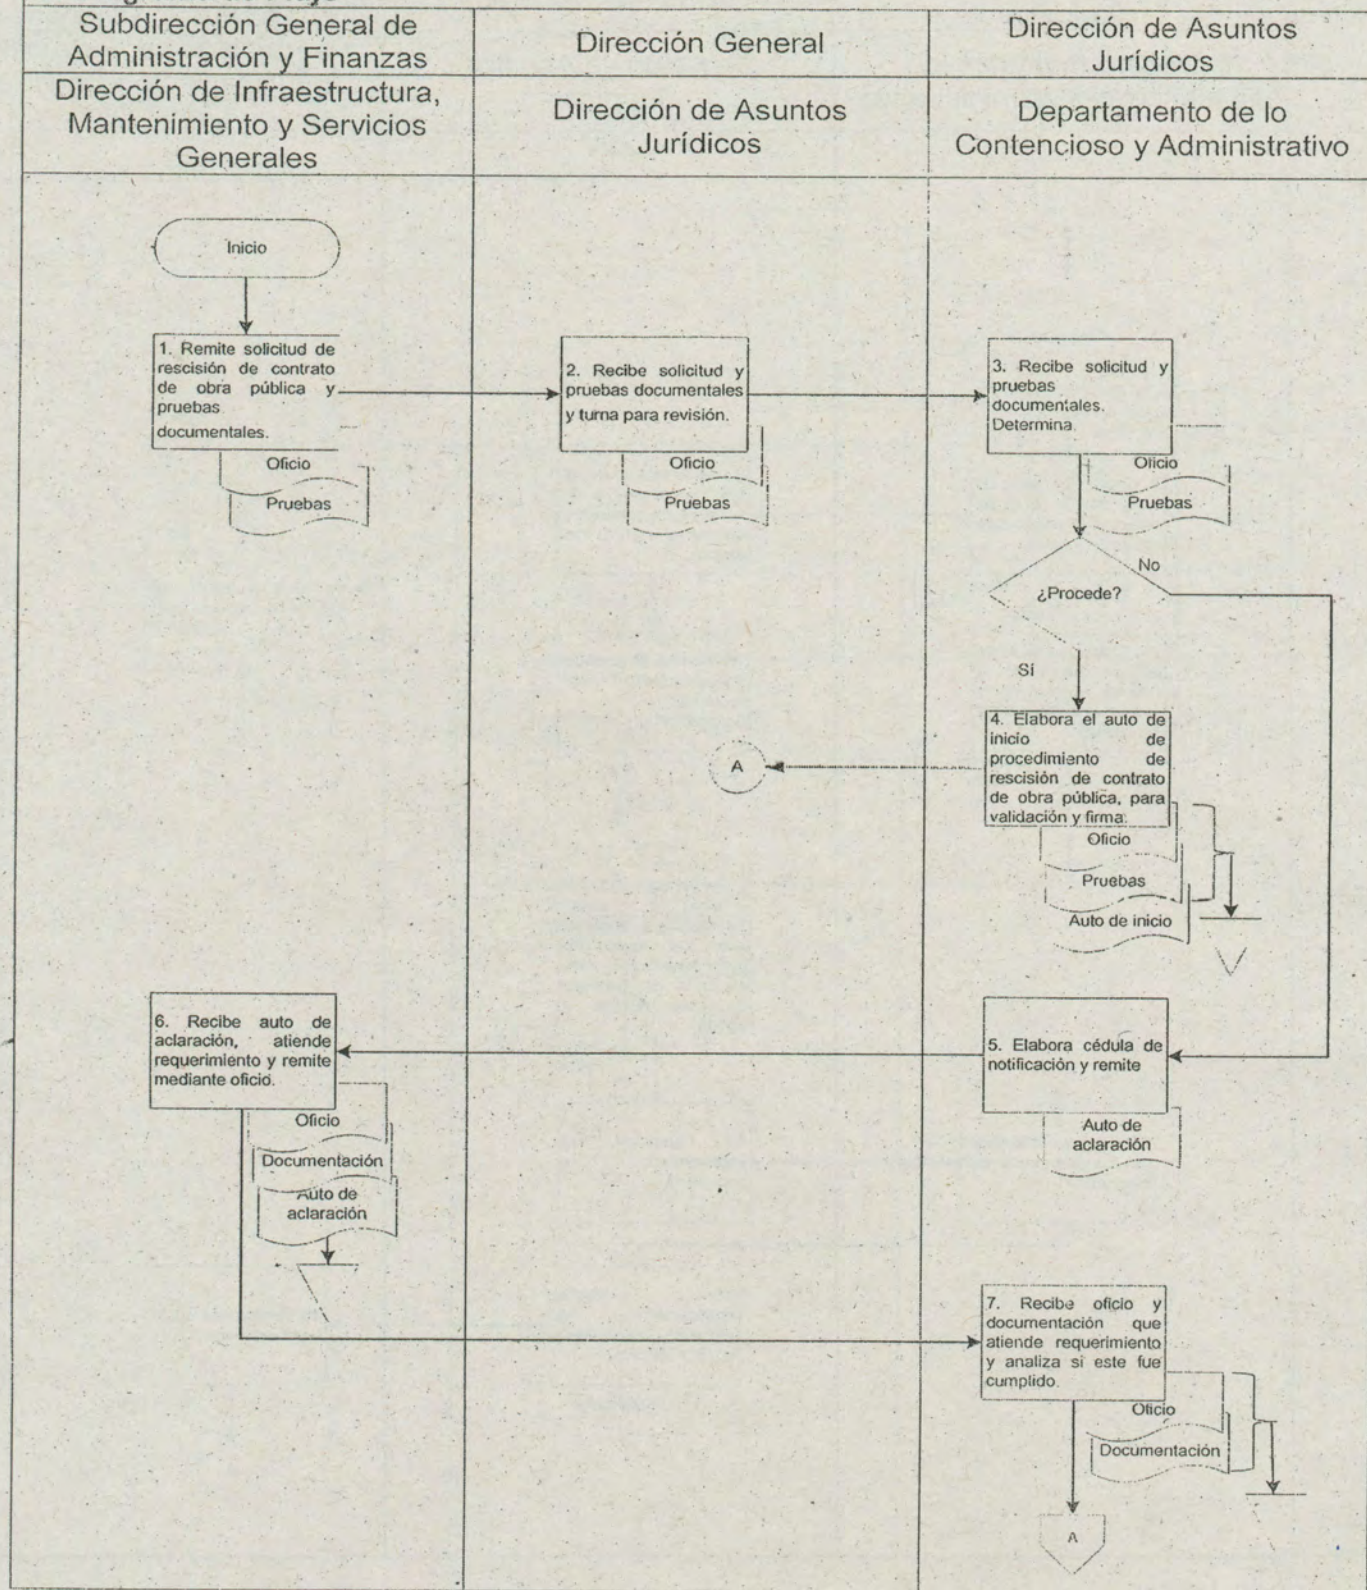 Subdirección General de
Administración y Finanzas
Dirección General
Dirección de Asuntos
Jurídicos
Dirección de Infraestructura,
Mantenimiento y Servicios
Generales
Dirección de Asuntos
Jurídicos
Departamento de lo
Contencioso y Administrativo
Inicio
1. Remite solicitud de
rescisión de contrato
de obra pública y
pruebas
documentales.
Oficio
Pruebas
2. Recibe solicitud y
pruebas documentales
y turna para revisión.
Oficio
Pruebas
3. Recibe solicitud y
pruebas
documentales.
Determina.
Oficio
Pruebas
¿Procede?
No
Sí
4. Elabora el auto de
inicio de
procedimiento de
rescisión de contrato
de obra pública, para
validación y firma.
A
Oficio
Pruebas
Auto de inicio
5. Elabora cédula de
notificación y remite
Auto de
aclaración
6. Recibe auto de
aclaración, atiende
requerimiento y remite
mediante oficio.
Oficio
Documentación
Auto de
aclaración
7. Recibe oficio y
documentación que
atiende requerimiento
y analiza si este fue
cumplido.
Oficio
Documentación
A